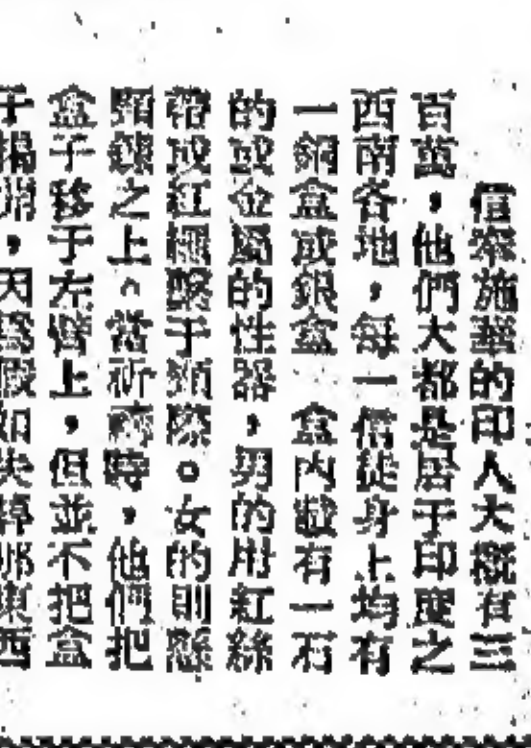 信奉施華的印人大概有三
百萬，他們大都是居于印度之
西南各地，每一信徒身上均有
一銅盒或銀盒　盒內藏有一石
的或金屬的性器，男的用紅絲
帶或紅繩繫于頸際。女的則懸
頸鍊之上。當祈禱時，他們把
盒子移于左臂上，但並不把盒
子揭開，因為假如失掉那東西